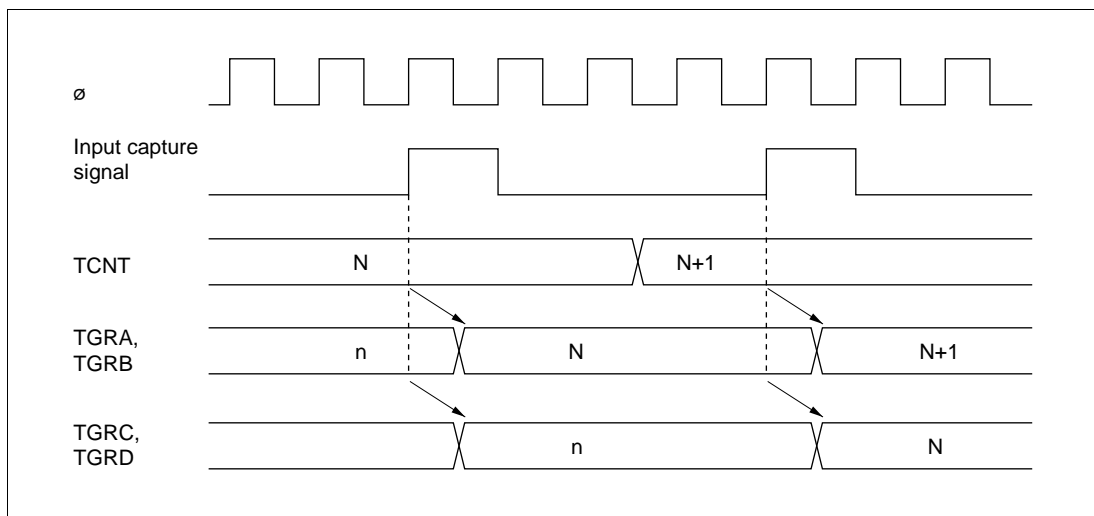 ø
Input capture
signal
TCNT
N
N+1
TGRA,
TGRB
n
N
N+1
TGRC,
TGRD
n
N